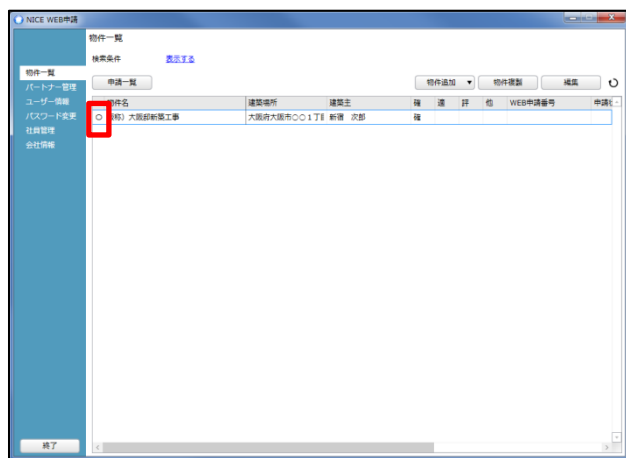 NICE WEB申請
物件一覧
検索条件 表示する
物件一覧
パートナー管理
ユーザー情報
パスワード変更
社員管理
会社情報
申請一覧 物件追加 ▼ 物件複製 編集
物件名 建築場所 建築主 確 適 評 他 WEB申請番号
○ 称）大阪邸新築工事 大阪府大阪市○○１丁目 新宿 次郎 確
終了